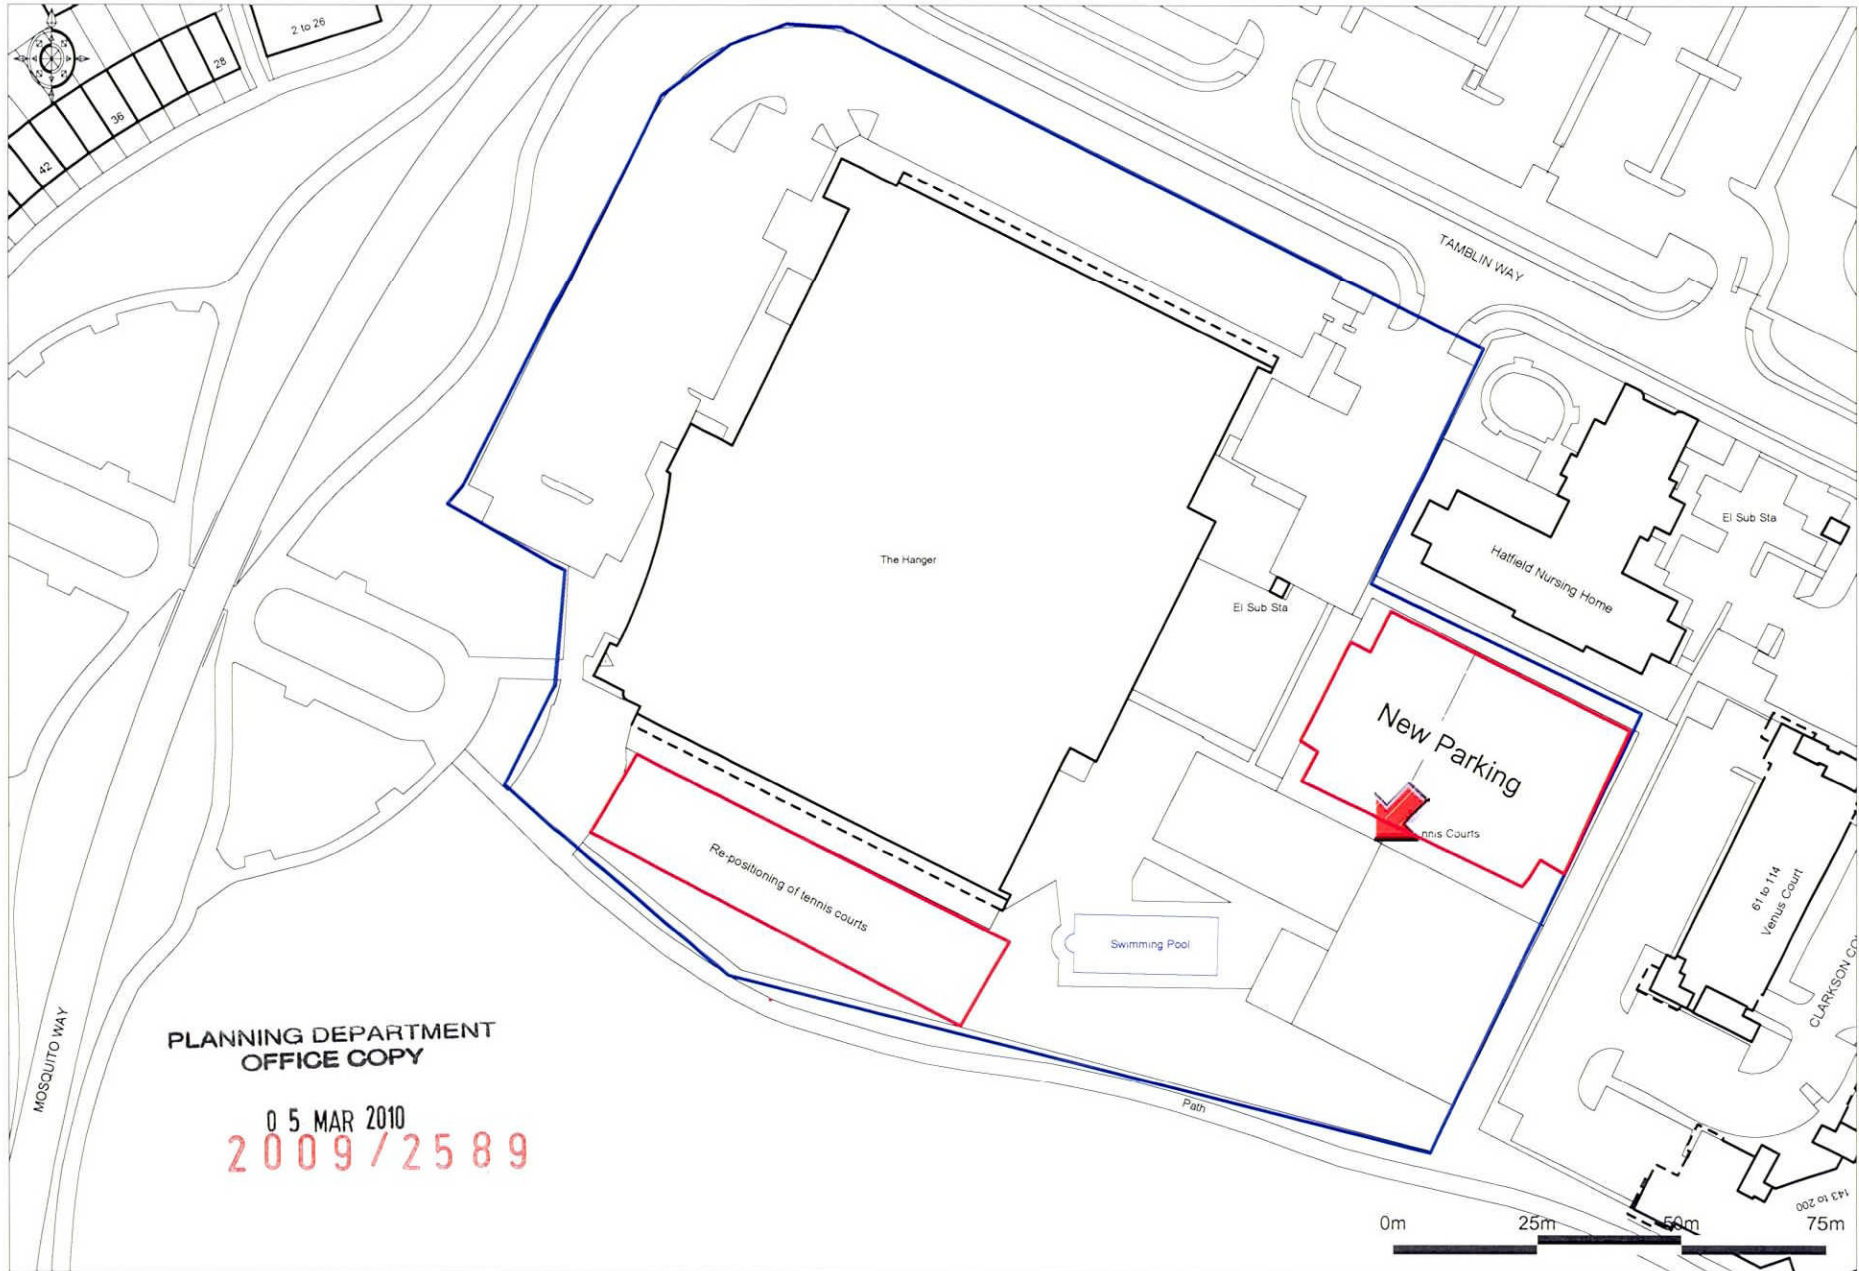 2 to 26
28
36
42
TAMBLIN WAY
El Sub Sta
Hatfield Nursing Home
The Hanger
El Sub Sta
New Parking
nnis Courts
Re-positioning of tennis courts
Swimming Pool
61 to 114
Venus Court
MOSQUITO WAY
PLANNING DEPARTMENT
OFFICE COPY
0 5 MAR 2010
2009/2589
Path
143 to 200
0m 25m 50m 75m